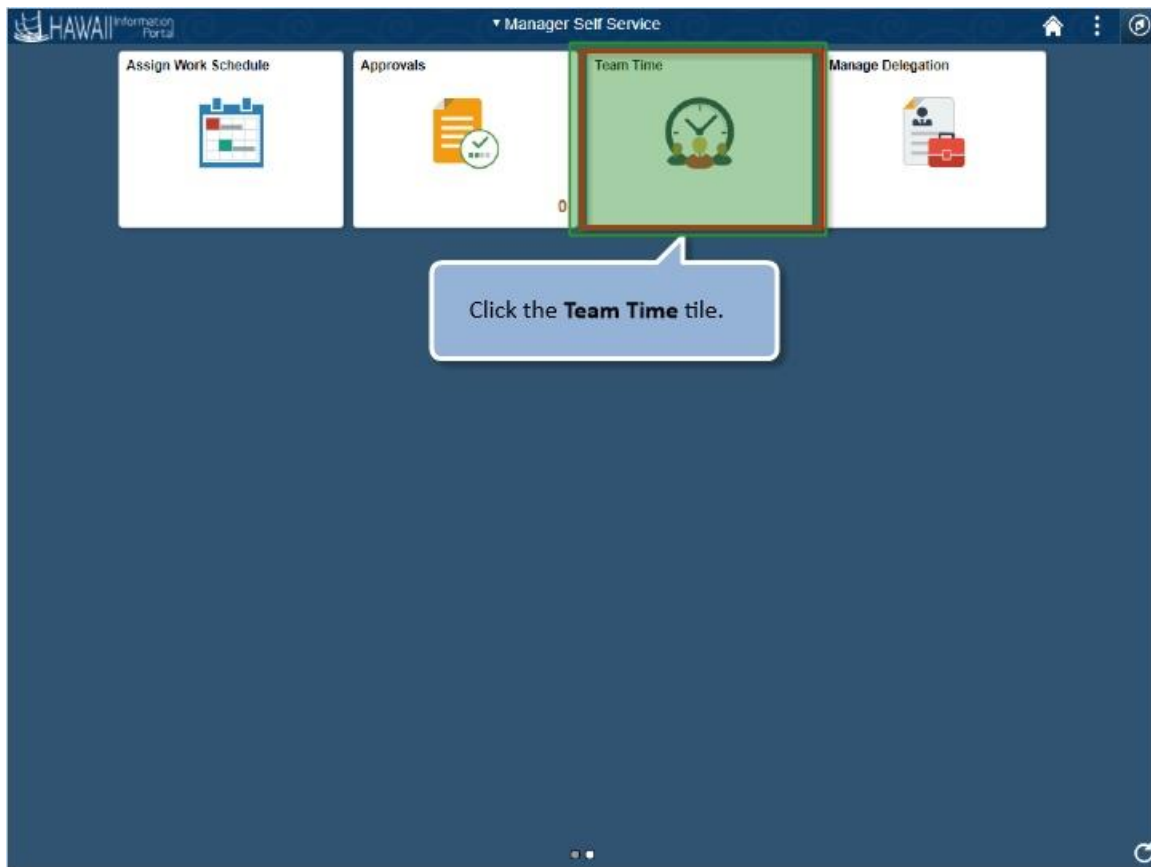 HAWAII Information Portal
▼ Manager Self Service
Assign Work Schedule
Approvals
Team Time
Manage Delegation
0
Click the Team Time tile.